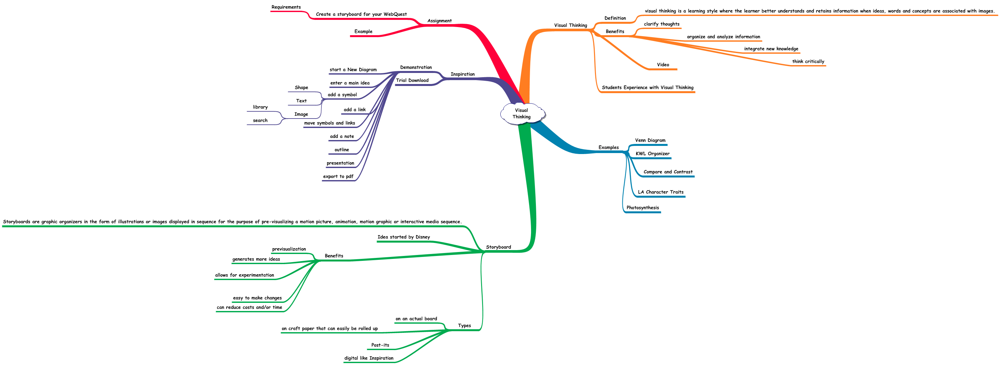 Visual
Thinking
Visual Thinking
Definition
visual thinking is a learning style where the learner better understands and retains information when ideas, words and concepts are associated with images.
Benefits
clarify thoughts
organize and analyze information
integrate new knowledge
think critically
Video
Students Experience with Visual Thinking
Examples
Venn Diagram
KWL Organizer
Compare and Contrast
LA Character Traits
Photosynthesis
Storyboard
Storyboards are graphic organizers in the form of illustrations or images displayed in sequence for the purpose of pre-visualizing a motion picture, animation, motion graphic or interactive media sequence.
Idea started by Disney
Benefits
previsualization
generates more ideas
allows for experimentation
easy to make changes
can reduce costs and/or time
Types
on an actual board
on craft paper that can easily be rolled up
Post-its
digital like Inspiration
Inspiration
Demonstration
start a New Diagram
enter a main idea
add a symbol
Shape
Text
Image
library
search
add a link
move symbols and links
add a note
outline
presentation
export to pdf
Trial Download
Assignment
Create a storyboard for your WebQuest
Requirements
Example